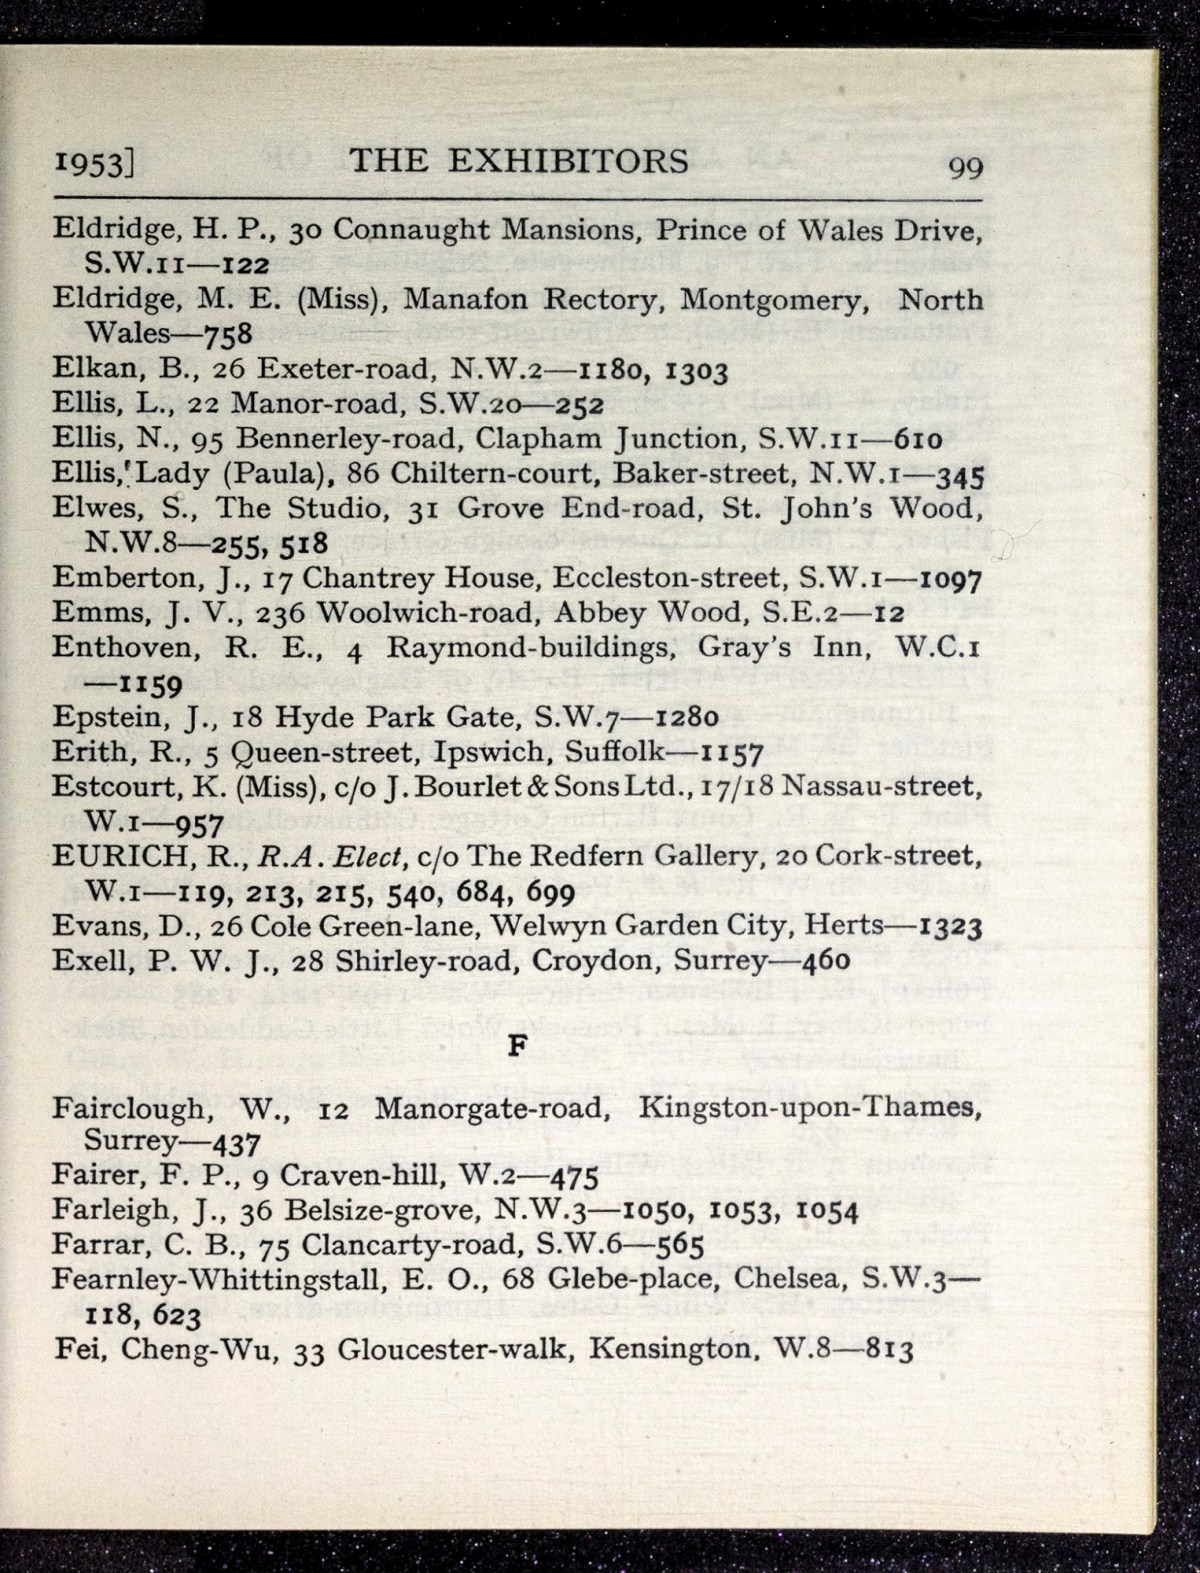 1953] THE EXHIBITORS 99
Eldridge, H. P., 30 Connaught Mansions, Prince of Wales Drive,
S.W.11—122
Eldridge, M. E. (Miss), Manafon Rectory, Montgomery, North
Wales—758
Elkan, B., 26 Exeter-road, N.W.2—1180, 1303
Ellis, L., 22 Manor-road, S.W.20—252
Ellis, N., 95 Bennerley-road, Clapham Junction, S.W.11—610
Ellis, Lady (Paula), 86 Chiltern-court, Baker-street, N.W.1—345
Elwes, S., The Studio, 31 Grove End-road, St. John's Wood,
N.W.8—255, 518
Emberton, J., 17 Chantrey House, Eccleston-street, S.W.1—1097
Emms, J. V., 236 Woolwich-road, Abbey Wood, S.E.2—12
Enthoven, R. E., 4 Raymond-buildings, Gray's Inn, W.C.1
—1159
Epstein, J., 18 Hyde Park Gate, S.W.7—1280
Erith, R., 5 Queen-street, Ipswich, Suffolk—1157
Estcourt, K. (Miss), c/o J. Bourlet & Sons Ltd., 17/18 Nassau-street,
W.1—957
EURICH, R., R.A. Elect, c/o The Redfern Gallery, 20 Cork-street,
W.1—119, 213, 215, 540, 684, 699
Evans, D., 26 Cole Green-lane, Welwyn Garden City, Herts—1323
Exell, P. W. J., 28 Shirley-road, Croydon, Surrey—460
F
Fairclough, W., 12 Manorgate-road, Kingston-upon-Thames,
Surrey—437
Fairer, F. P., 9 Craven-hill, W.2—475
Farleigh, J., 36 Belsize-grove, N.W.3—1050, 1053, 1054
Farrar, C. B., 75 Clancarty-road, S.W.6—565
Fearnley-Whittingstall, E. O., 68 Glebe-place, Chelsea, S.W.3—
118, 623
Fei, Cheng-Wu, 33 Gloucester-walk, Kensington, W.8—813